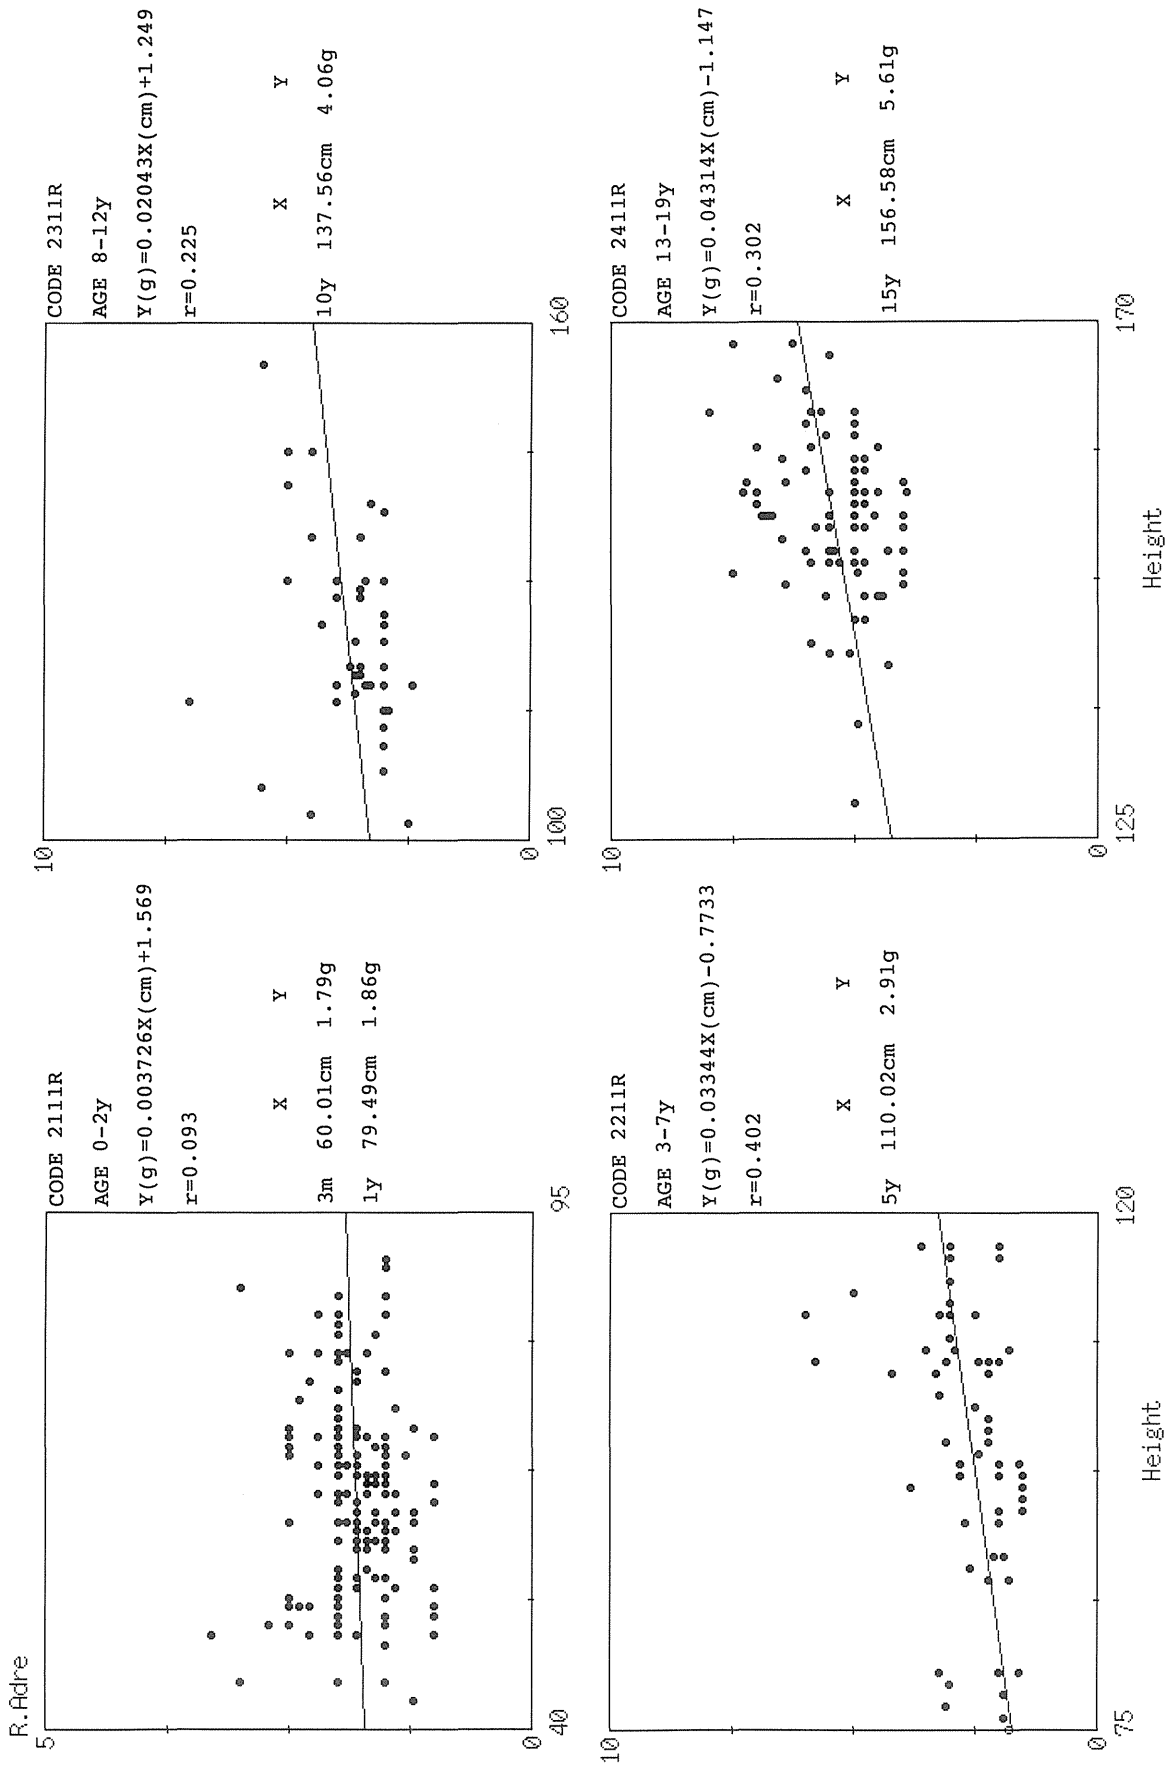 R.Adre
5
0
40
95
CODE 2111R
AGE 0-2y
Y(g)=0.003726X(cm)+1.569
r=0.093
X Y
3m 60.01cm 1.79g
1y 79.49cm 1.86g
10
0
100
160
CODE 2311R
AGE 8-12y
Y(g)=0.02043X(cm)+1.249
r=0.225
X Y
10y 137.56cm 4.06g
10
0
75
120
Height
CODE 2211R
AGE 3-7y
Y(g)=0.03344X(cm)-0.7733
r=0.402
X Y
5y 110.02cm 2.91g
10
0
125
170
Height
CODE 2411R
AGE 13-19y
Y(g)=0.04314X(cm)-1.147
r=0.302
X Y
15y 156.58cm 5.61g